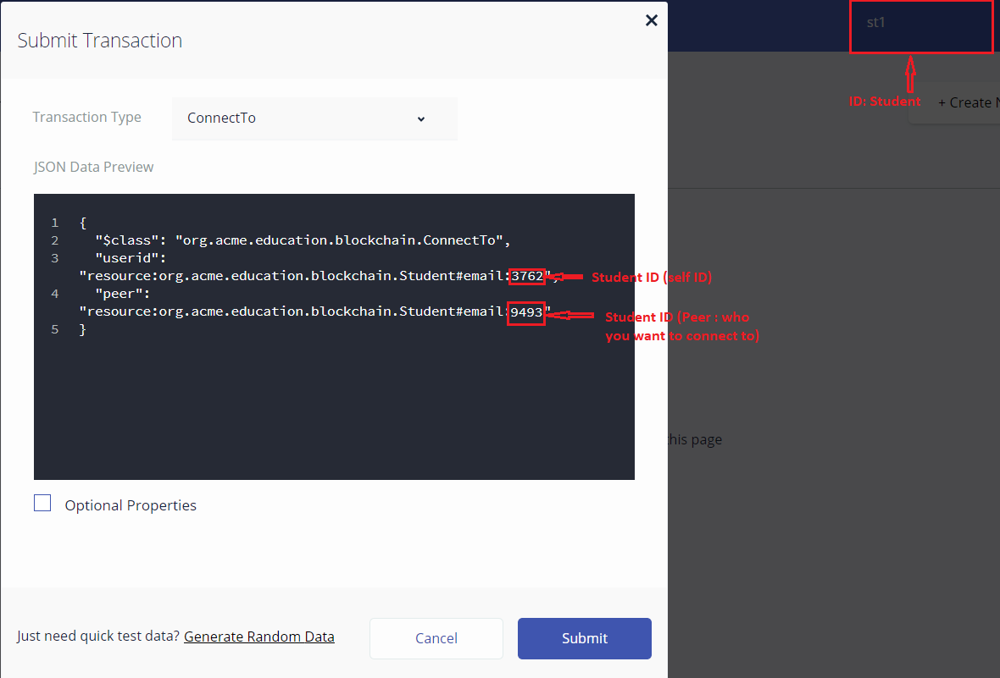 Submit Transaction
st1
ID: Student
+ Create N
Transaction Type
ConnectTo
JSON Data Preview
1 {
2 "$class": "org.acme.education.blockchain.ConnectTo",
3 "userid":
"resource:org.acme.education.blockchain.Student#email:3762",
Student ID (self ID)
4 "peer":
"resource:org.acme.education.blockchain.Student#email:9493"
Student ID (Peer : who
you want to connect to)
5 }
this page
Optional Properties
Just need quick test data? Generate Random Data
Cancel
Submit